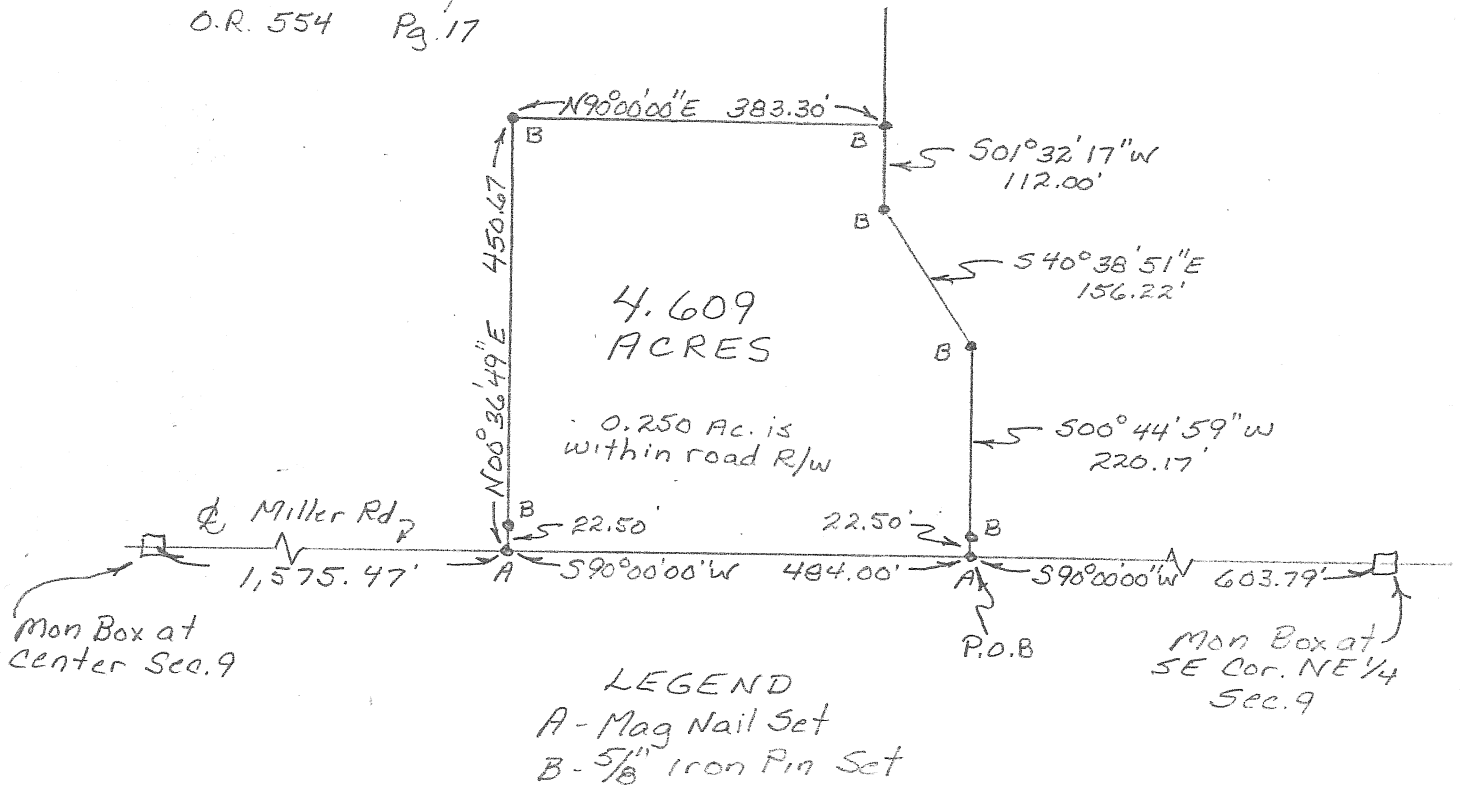 O.R. 554 Pg. 17
N90°00'00"E 383.30'
B
B
S01°32'17"W
112.00'
B
N00°36'49"E 450.67
S40°38'51"E
156.22'
4.609
ACRES
B
0.250 Ac. is
within road R/W
S00°44'59"W
220.17'
℄ Miller Rd.
B
22.50'
22.50'
B
1,575.47'
A
S90°00'00"W 484.00'
A
S90°00'00"W 603.79'
Mon Box at
Center Sec. 9
P.O.B
Mon Box at
SE Cor. NE 1/4
Sec. 9
LEGEND
A - Mag Nail Set
B - 5/8" Iron Pin Set